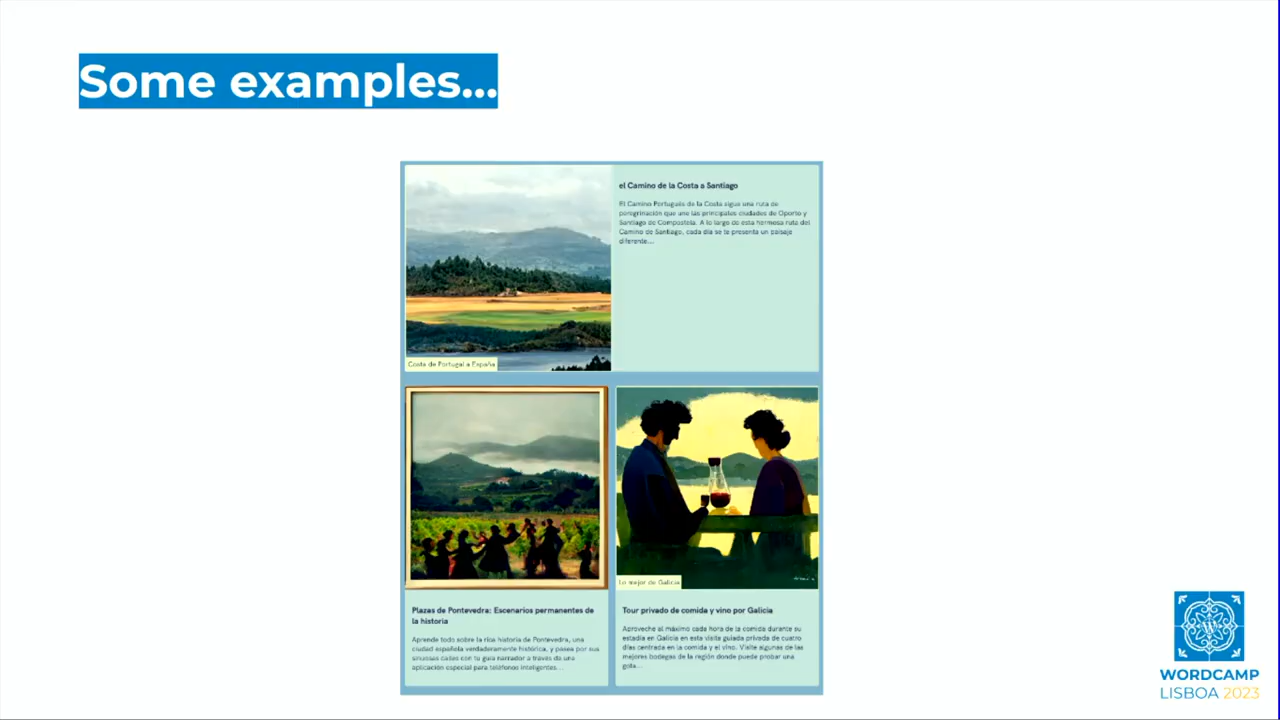 Some examples...
el Camino de la Costa a Santiago
El Camino Portugués de la Costa sigue una ruta de
peregrinación que une las principales ciudades de Oporto y
Santiago de Compostela. A lo largo de esta hermosa ruta del
Camino de Santiago, cada día se te presenta un paisaje
diferente...
Costa de Portugal a España
Lo mejor de Galicia
Plazas de Pontevedra: Escenarios permanentes de
la historia
Aprende todo sobre la rica historia de Pontevedra, una
ciudad española verdaderamente histórica, y pasea por sus
sinuosas calles con tu guía narrador a través de una
aplicación especial para teléfonos inteligentes...
Tour privado de comida y vino por Galicia
Aproveche al máximo cada hora de la comida durante su
estadía en Galicia en esta visita guiada privada de cuatro
días centrada en la comida y el vino. Visite algunas de las
mejores bodegas de la región donde puede probar una
gota...
WORDCAMP
LISBOA 2023